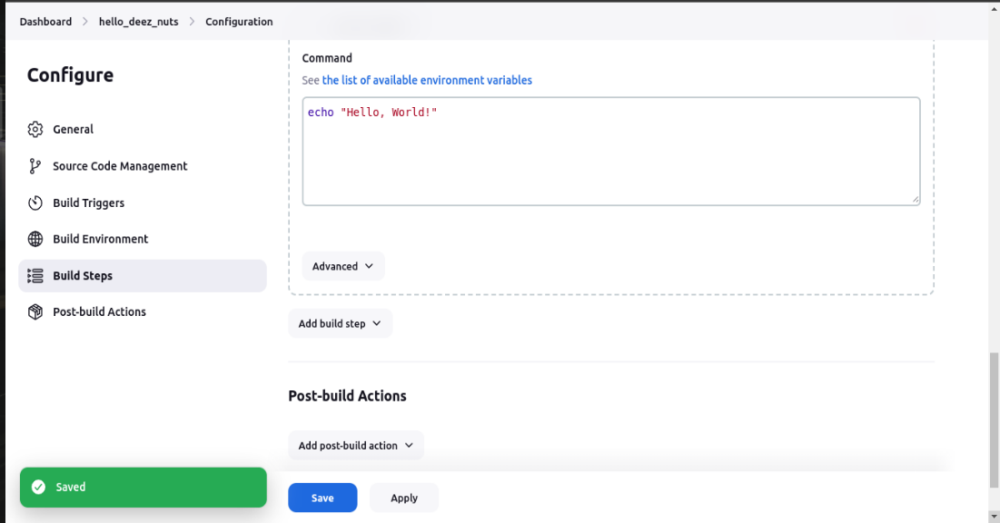 Dashboard > hello_deez_nuts > Configuration
Configure
General
Source Code Management
Build Triggers
Build Environment
Build Steps
Post-build Actions
Command
See the list of available environment variables
echo "Hello, World!"
Advanced
Add build step
Post-build Actions
Add post-build action
Saved
Save
Apply